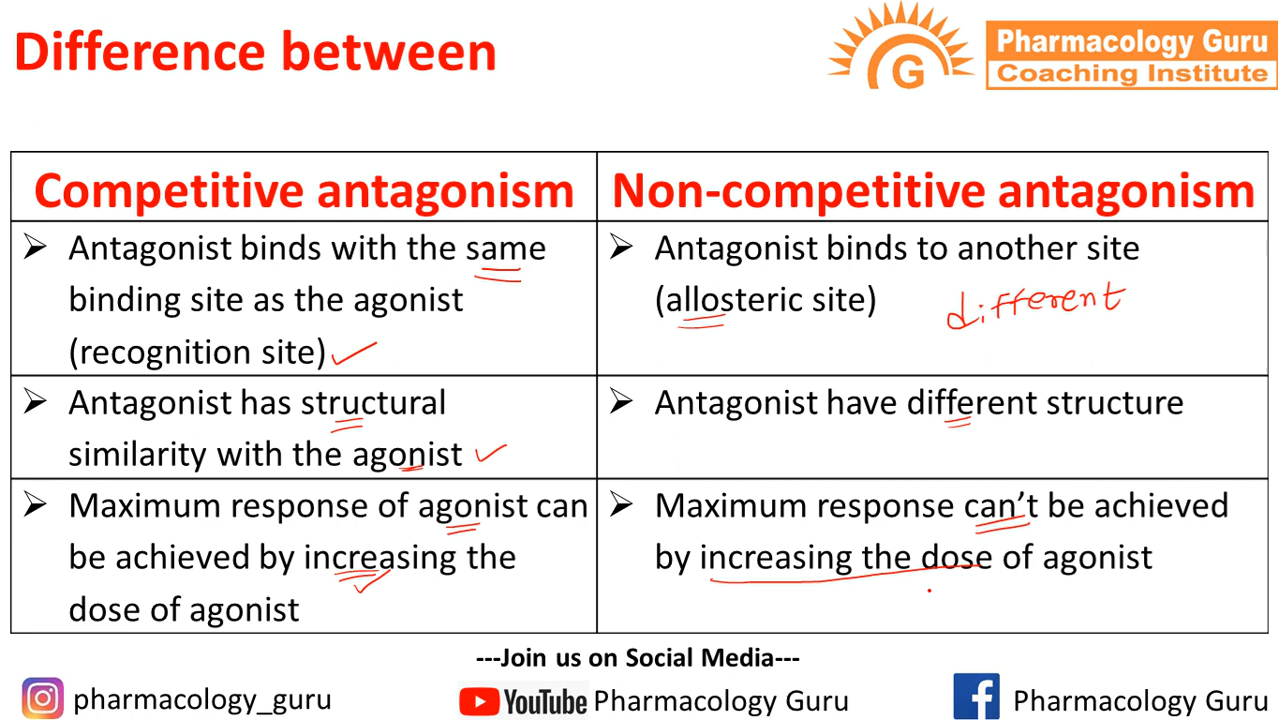 Difference between
G
Pharmacology Guru
Coaching Institute
Competitive antagonism
Non-competitive antagonism
➢ Antagonist binds with the same
binding site as the agonist
(recognition site)
➢ Antagonist binds to another site
(allosteric site)
different
➢ Antagonist has structural
similarity with the agonist
➢ Antagonist have different structure
➢ Maximum response of agonist can
be achieved by increasing the
dose of agonist
➢ Maximum response can't be achieved
by increasing the dose of agonist
---Join us on Social Media---
pharmacology_guru
YouTube Pharmacology Guru
f Pharmacology Guru